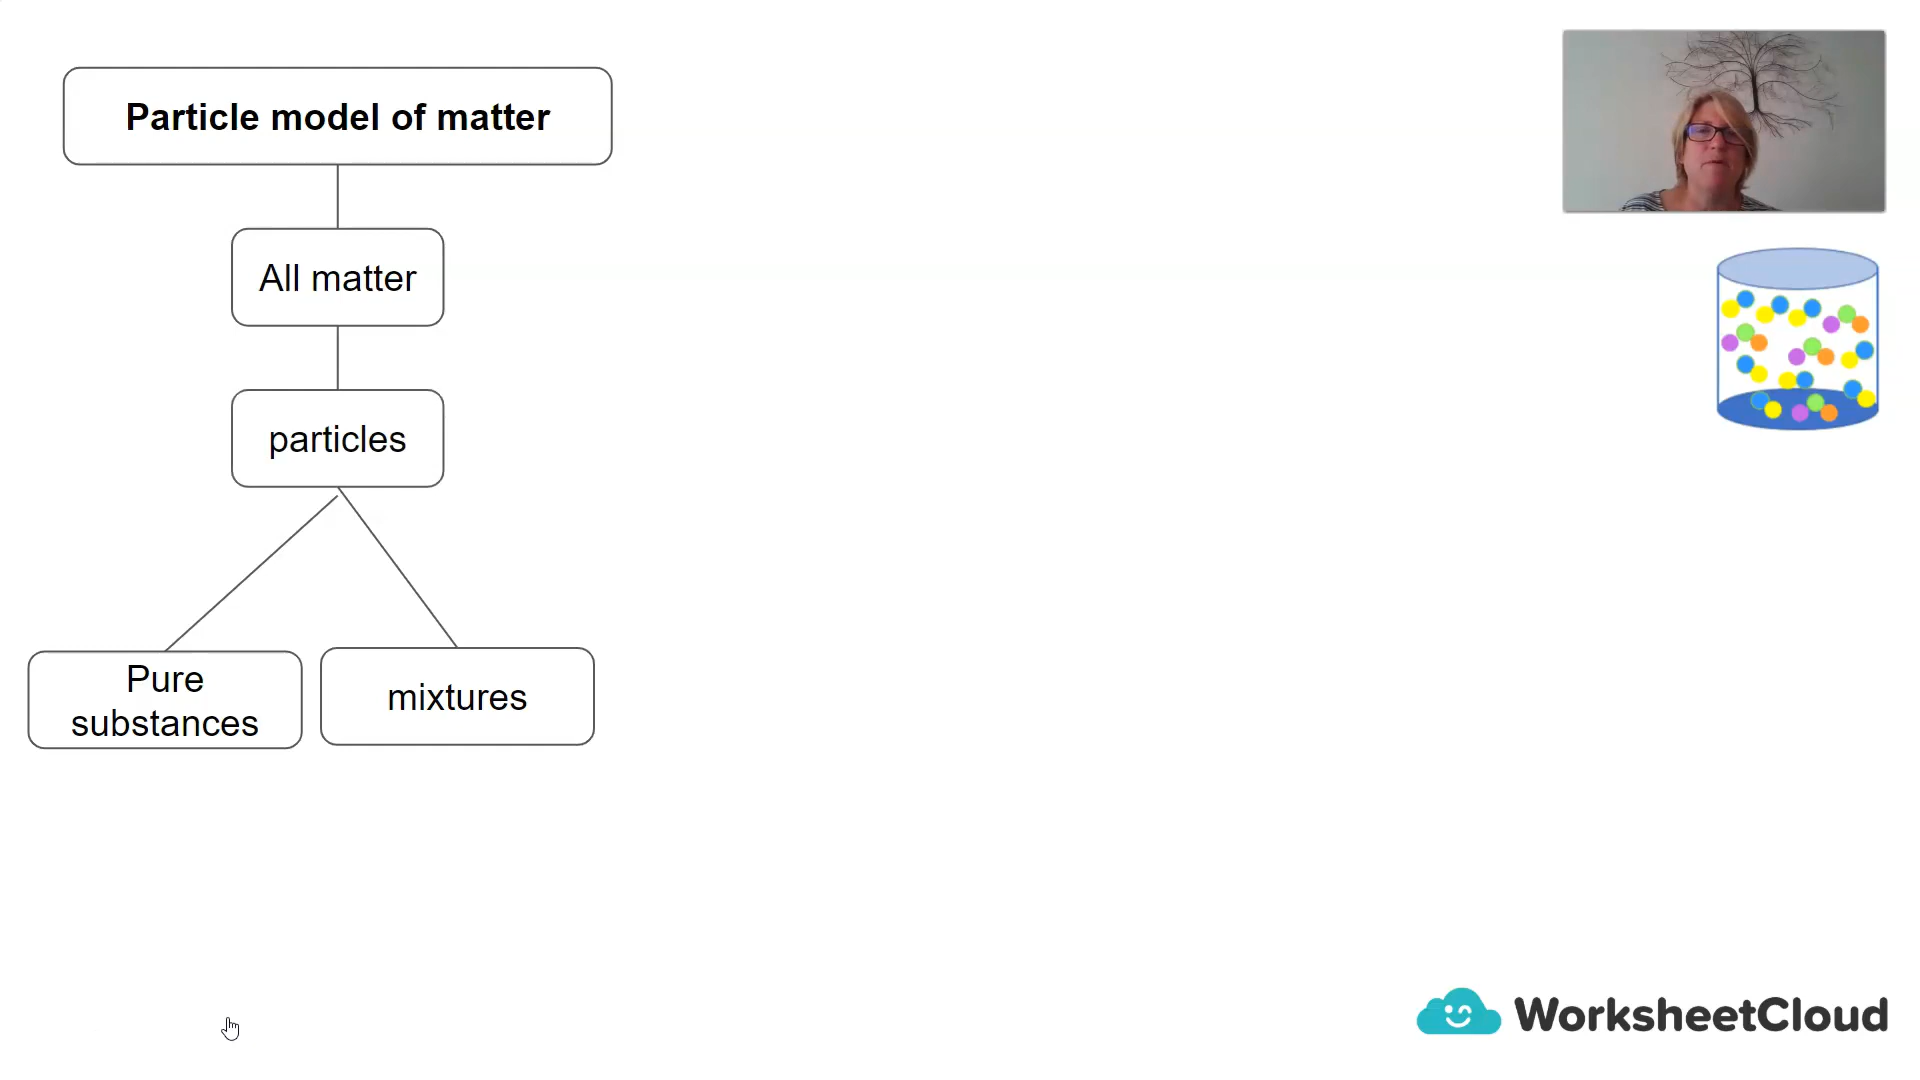 Particle model of matter
All matter
particles
Pure
substances
mixtures
WorksheetCloud